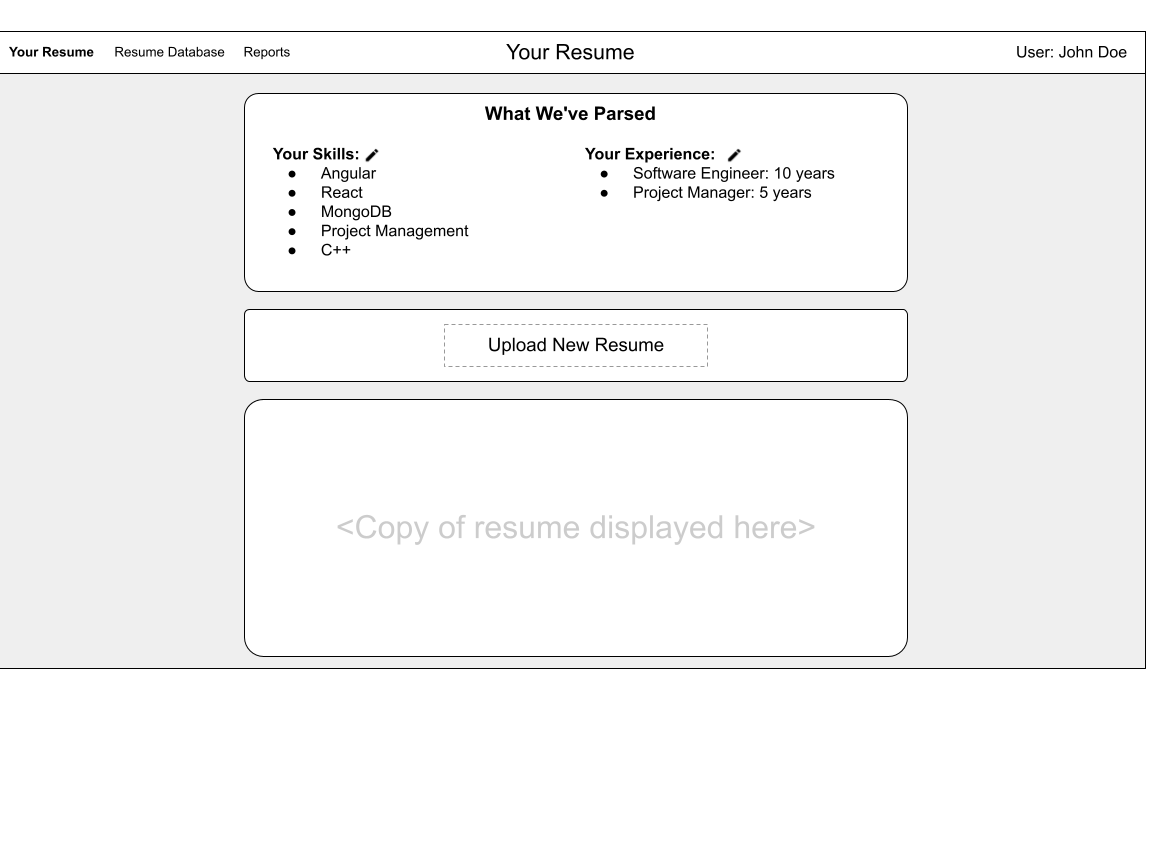 Your Resume Resume Database Reports Your Resume User: John Doe
What We've Parsed
Your Skills:
● Angular
● React
● MongoDB
● Project Management
● C++
Your Experience:
● Software Engineer: 10 years
● Project Manager: 5 years
Upload New Resume
<Copy of resume displayed here>